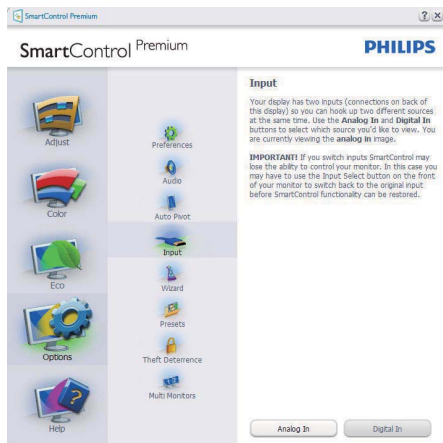 SmartControl Premium
? X
SmartControl Premium
PHILIPS
Adjust
Color
Eco
Options
Help
Preferences
Audio
Auto Pivot
Input
Wizard
Presets
Theft Deterrence
Multi Monitors
Input
Your display has two inputs (connections on back of
this display) so you can hook up two different sources
at the same time. Use the Analog In and Digital In
buttons to select which source you'd like to view. You
are currently viewing the analog in image.
IMPORTANT! If you switch inputs SmartControl may
lose the ability to control your monitor. In this case you
may have to use the Input Select button on the front
of your monitor to switch back to the original input
before SmartControl functionality can be restored.
Analog In
Digital In